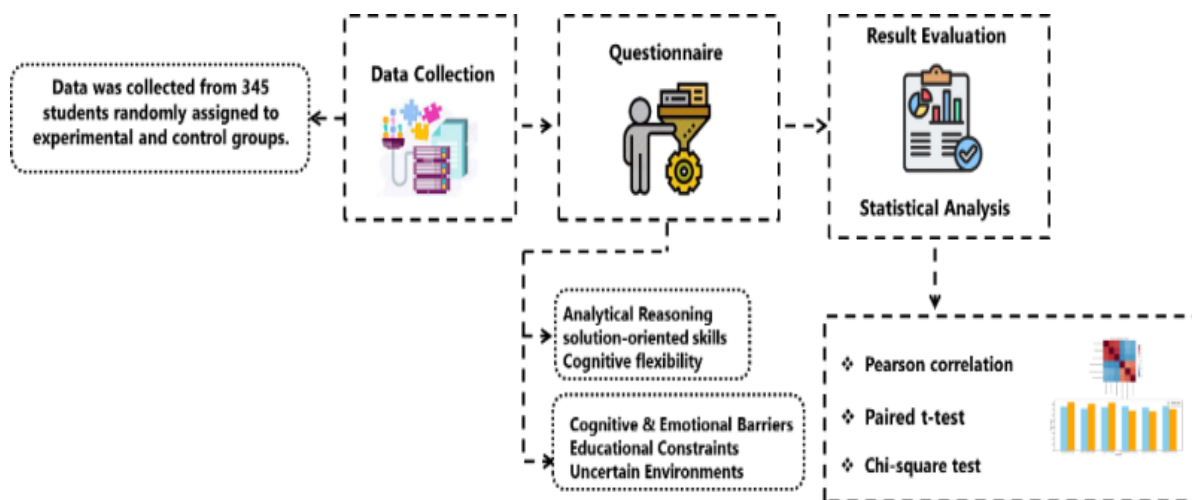 Data was collected from 345
students randomly assigned to
experimental and control groups.
Data Collection
Questionnaire
Result Evaluation
Statistical Analysis
Analytical Reasoning
solution-oriented skills
Cognitive flexibility
Cognitive & Emotional Barriers
Educational Constraints
Uncertain Environments
❖ Pearson correlation
❖ Paired t-test
❖ Chi-square test